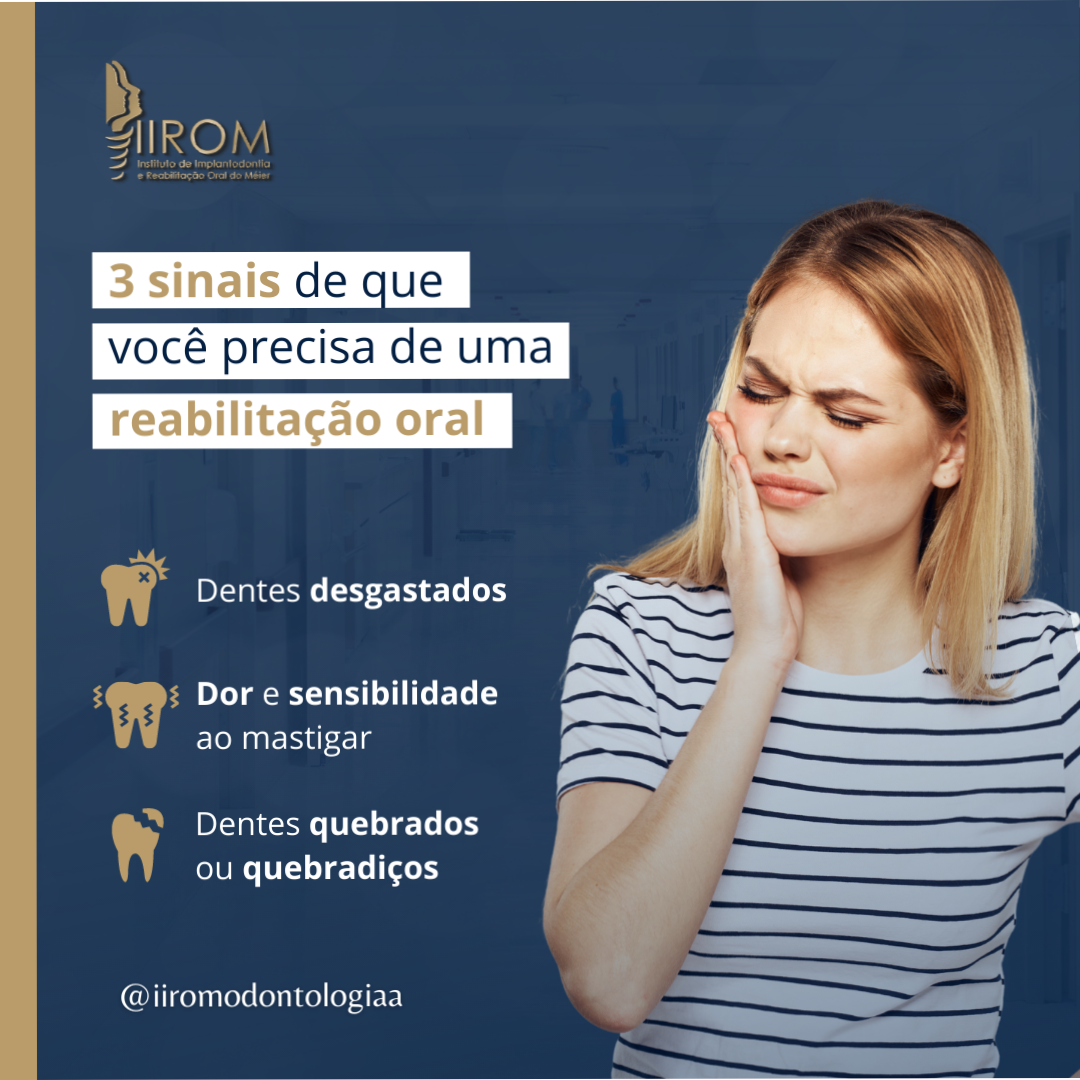 IIROM
Instituto de Implantodontia
e Reabilitação Oral do Méier
3 sinais de que
você precisa de uma
reabilitação oral
Dentes desgastados
Dor e sensibilidade
ao mastigar
Dentes quebrados
ou quebradiços
@iiromodontologiaa